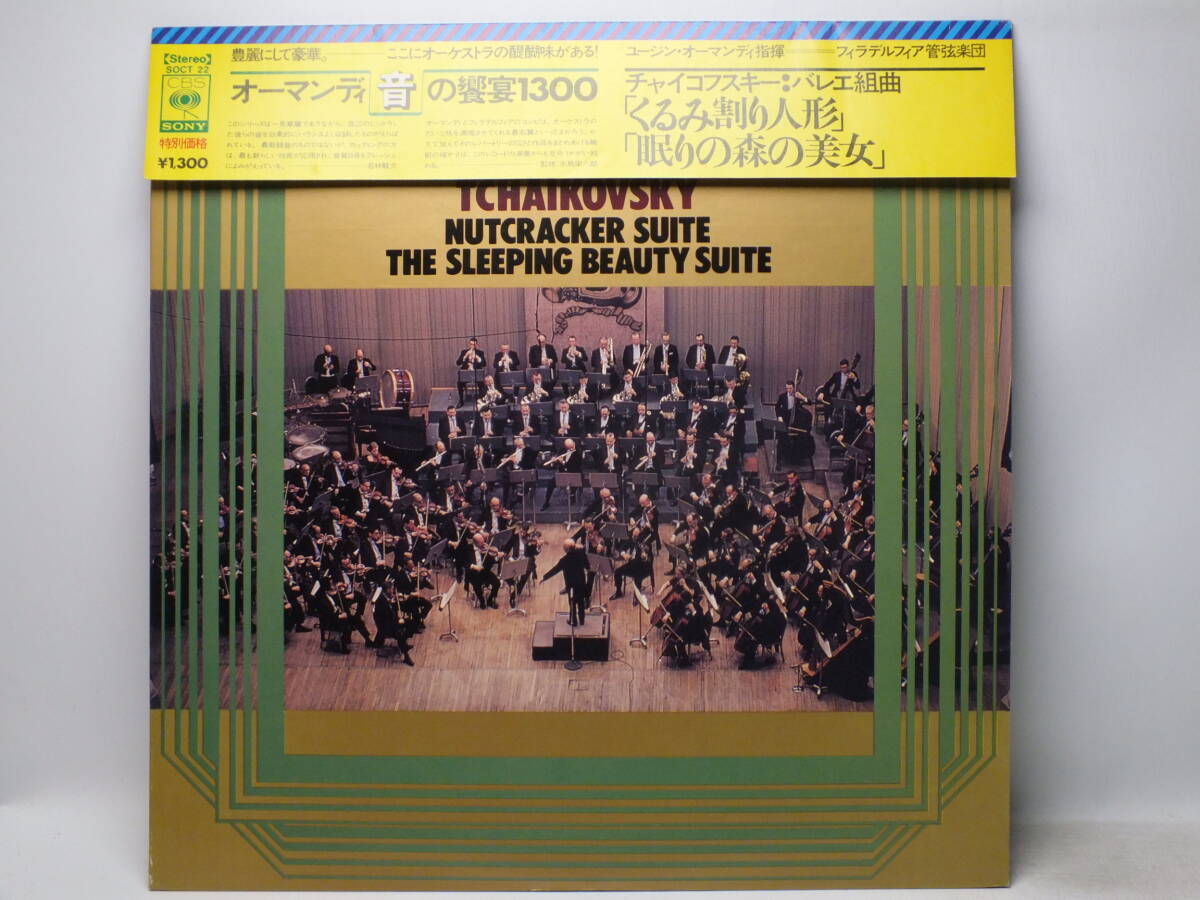 【Stereo】
SOCT 22
CBS
SONY
特別価格
¥1,300
豊麗にして豪華。――ここにオーケストラの醍醐味がある!
オーマンディ音の饗宴1300
ユージン・オーマンディ指揮――フィラデルフィア管弦楽団
チャイコフスキー:バレエ組曲
「くるみ割り人形」
「眠りの森の美女」
TCHAIKOVSKY
NUTCRACKER SUITE
THE SLEEPING BEAUTY SUITE